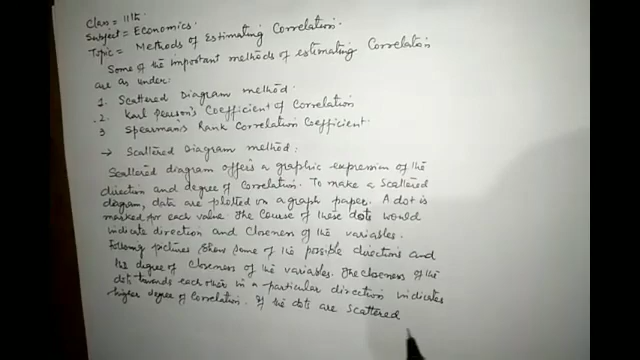 Class = 11th.
Subject = Economics.
Topic = Methods of Estimating Correlation.
Some of the important methods of estimating Correlation
are as under:
1. Scattered Diagram method.
2. Karl Pearson's Coefficient of Correlation
3 Spearman's Rank Correlation Coefficient.
→ Scattered Diagram method:
Scattered diagram offers a graphic expression of the
direction and degree of Correlation. To make a Scattered
diagram, data are plotted on a graph paper. A dot is
marked for each value. The Course of these dots would
indicate direction and Closeness of the variables.
Following pictures show some of the possible directions and
the degree of Closeness of the variables. The closeness of the
dots towards each other in a particular direction indicates
higher degree of Correlation. If the dots are scattered